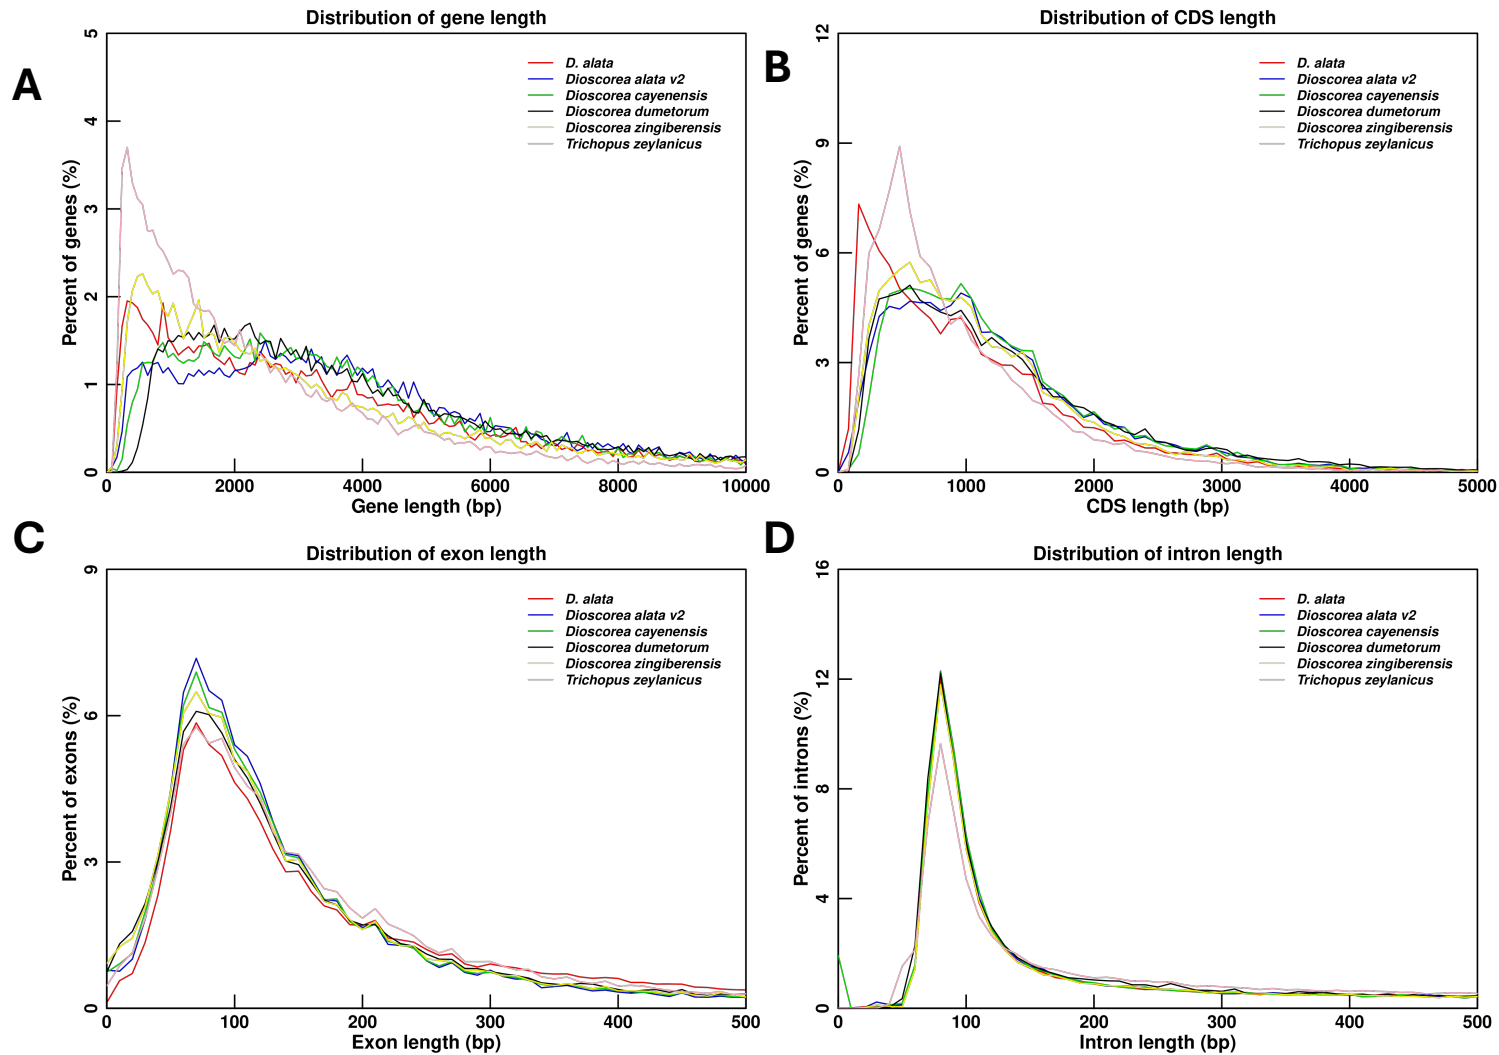 A
Distribution of gene length
Percent of genes (%)
5
4
3
2
1
0
D. alata
Dioscorea alata v2
Dioscorea cayenensis
Dioscorea dumetorum
Dioscorea zingiberensis
Trichopus zeylanicus
0 2000 4000 6000 8000 10000
Gene length (bp)
B
Distribution of CDS length
Percent of genes (%)
12
9
6
3
0
D. alata
Dioscorea alata v2
Dioscorea cayenensis
Dioscorea dumetorum
Dioscorea zingiberensis
Trichopus zeylanicus
0 1000 2000 3000 4000 5000
CDS length (bp)
C
Distribution of exon length
Percent of exons (%)
9
6
3
0
D. alata
Dioscorea alata v2
Dioscorea cayenensis
Dioscorea dumetorum
Dioscorea zingiberensis
Trichopus zeylanicus
0 100 200 300 400 500
Exon length (bp)
D
Distribution of intron length
Percent of introns (%)
16
12
8
4
0
D. alata
Dioscorea alata v2
Dioscorea cayenensis
Dioscorea dumetorum
Dioscorea zingiberensis
Trichopus zeylanicus
0 100 200 300 400 500
Intron length (bp)